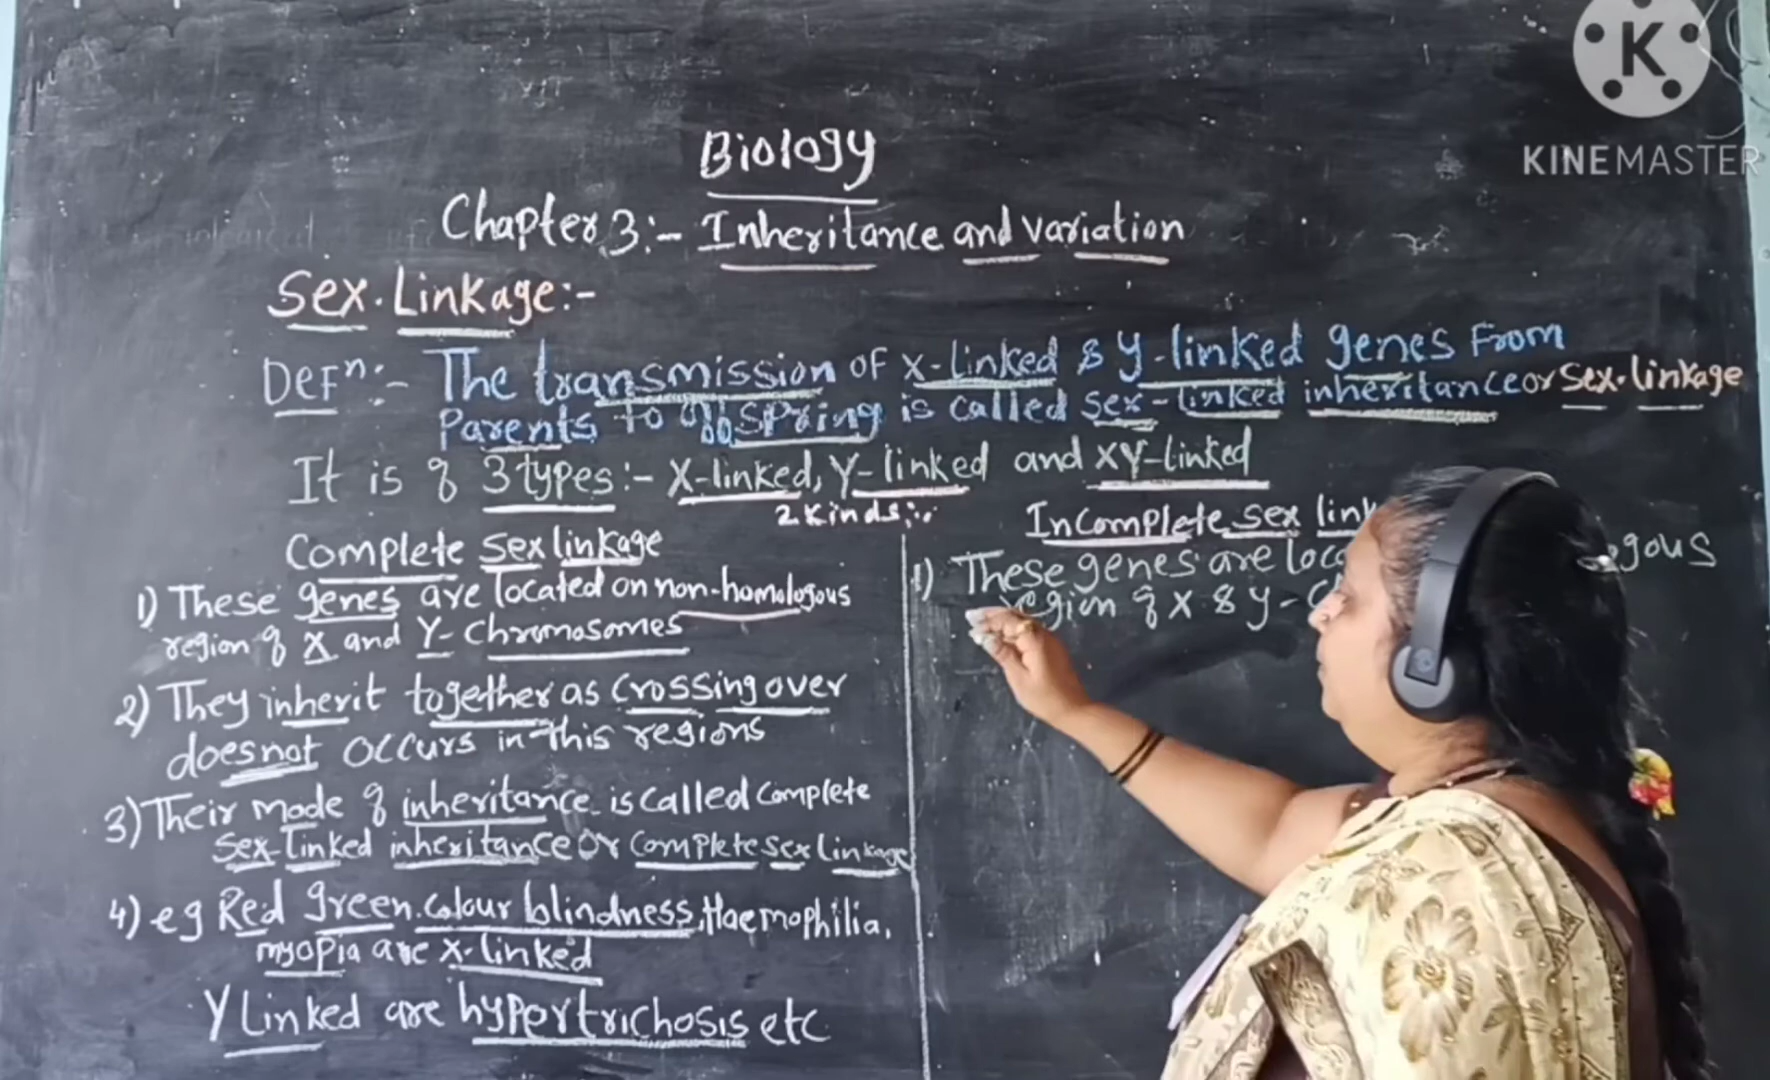 K
KINEMASTER
Biology
Chapter 3:- Inheritance and variation
Sex.Linkage:-
Defⁿ:- The transmission of X-linked & Y-linked genes from
Parents to offspring is called sex-linked inheritance or sex-linkage
It is of 3 types:- X-linked, Y-linked and XY-linked
2 kinds:-
Complete sex linkage
1) These genes are located on non-homologous
region of X and Y-Chromosomes
2) They inherit together as crossing over
does not occurs in this regions
3) Their mode of inheritance is called complete
sex-linked inheritance or complete sex linkage
4) eg Red green colour blindness, Haemophilia,
myopia are X-linked
Y linked are hypertrichosis etc
Incomplete sex
1) These genes are
region of X & Y-